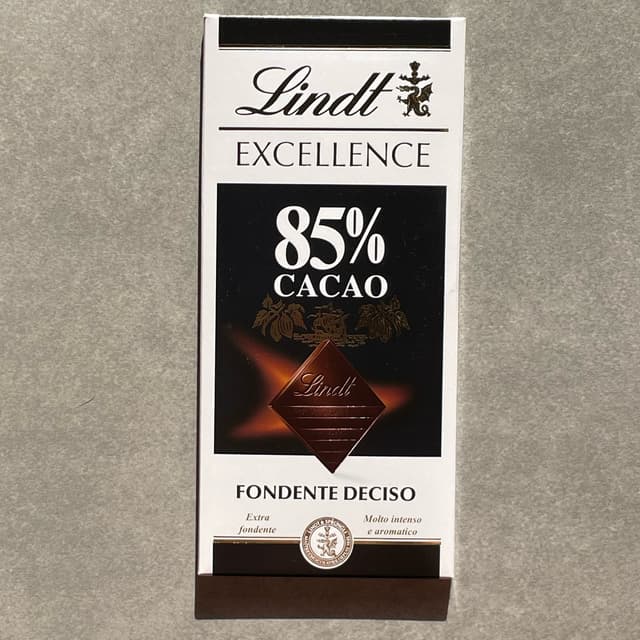 Lindt
EXCELLENCE
85%
CACAO
Lindt
FONDENTE DECISO
Extra
fondente
Molto intenso
e aromatico